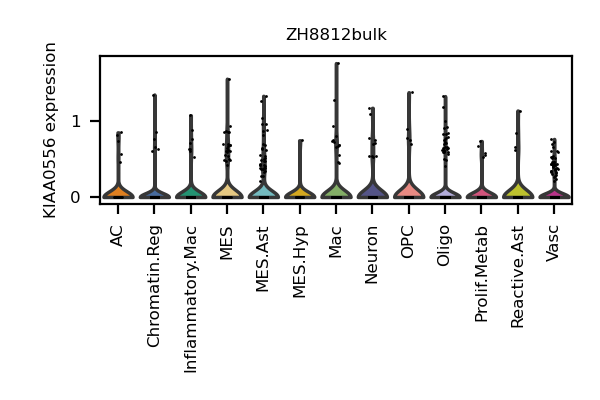 ZH8812bulk
KIAA0556 expression
1
0
AC
Chromatin.Reg
Inflammatory.Mac
MES
MES.Ast
MES.Hyp
Mac
Neuron
OPC
Oligo
Prolif.Metab
Reactive.Ast
Vasc